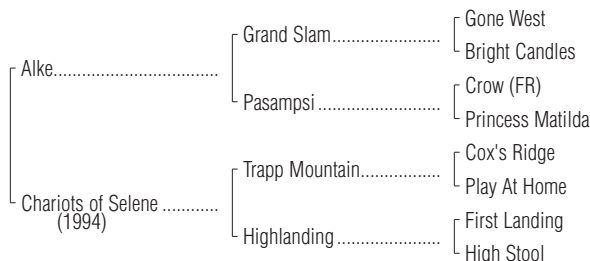 Gone West
Grand Slam........................
Bright Candles
Alke.....................................
Crow (FR)
Pasampsi ...........................
Princess Matilda
Cox's Ridge
Trapp Mountain..................
Play At Home
Chariots of Selene .............
(1994)
First Landing
Highlanding .......................
High Stool